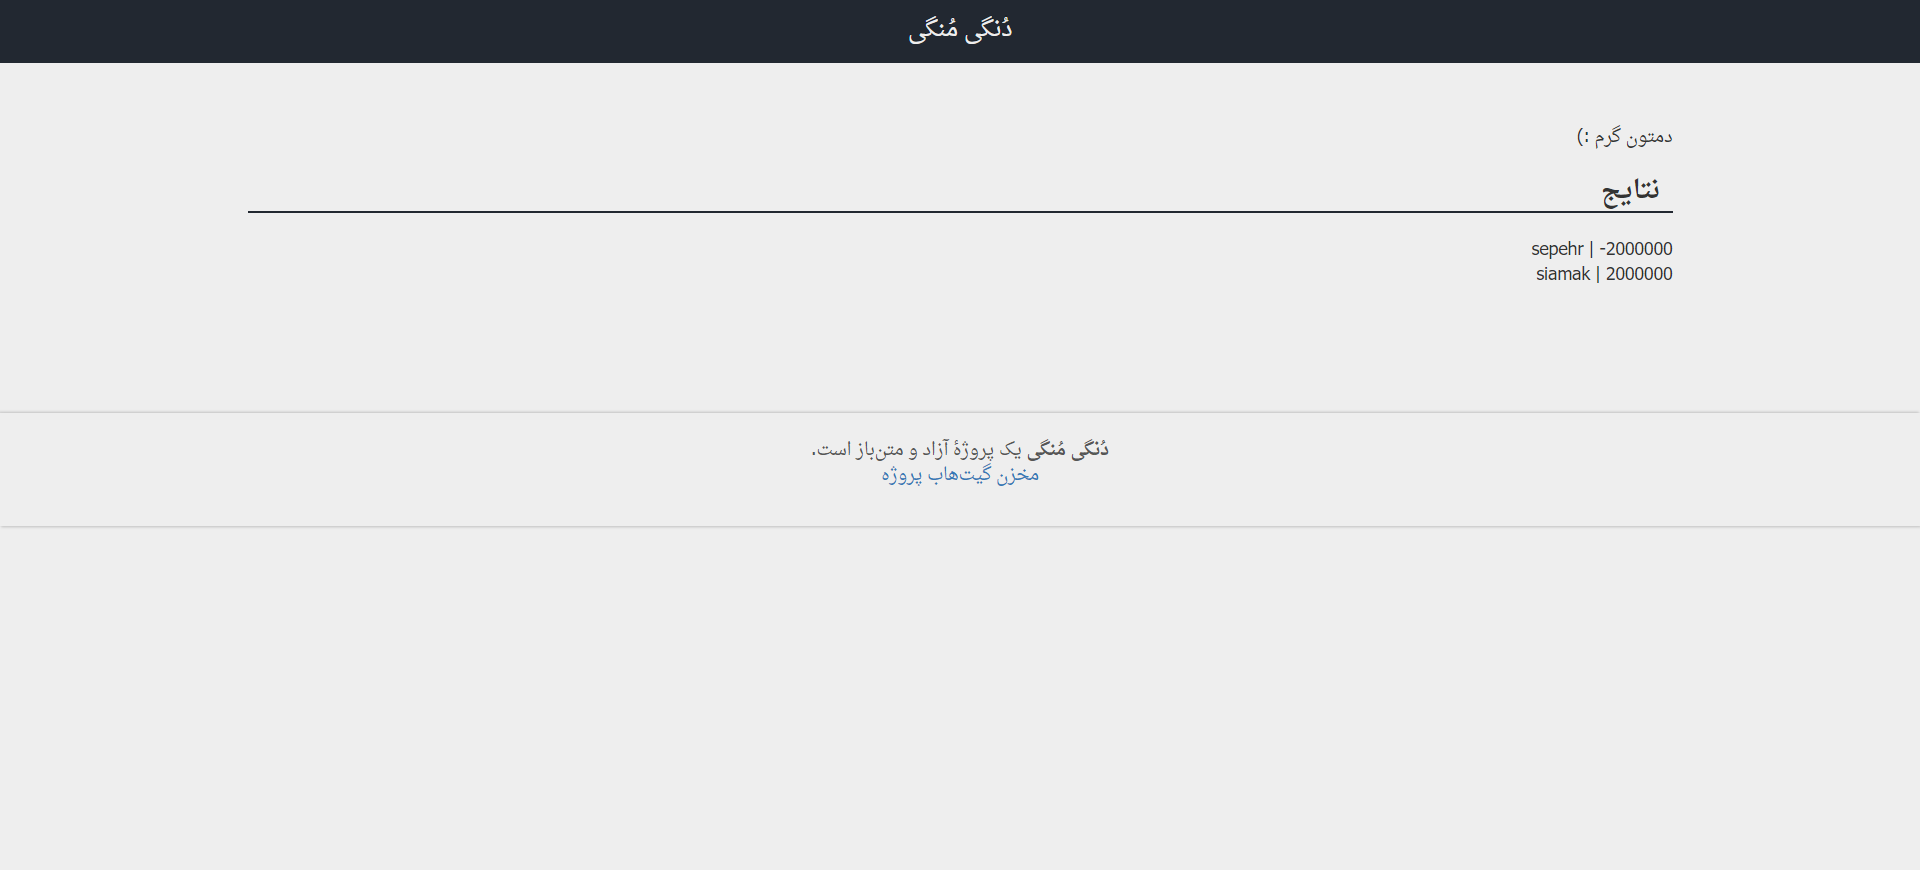 دُنگی مُنگی
دمتون گرم :)
نتایج
sepehr | -2000000
siamak | 2000000
دُنگی مُنگی یک پروژهٔ آزاد و متن‌باز است.
مخزن گیت‌هاب پروژه